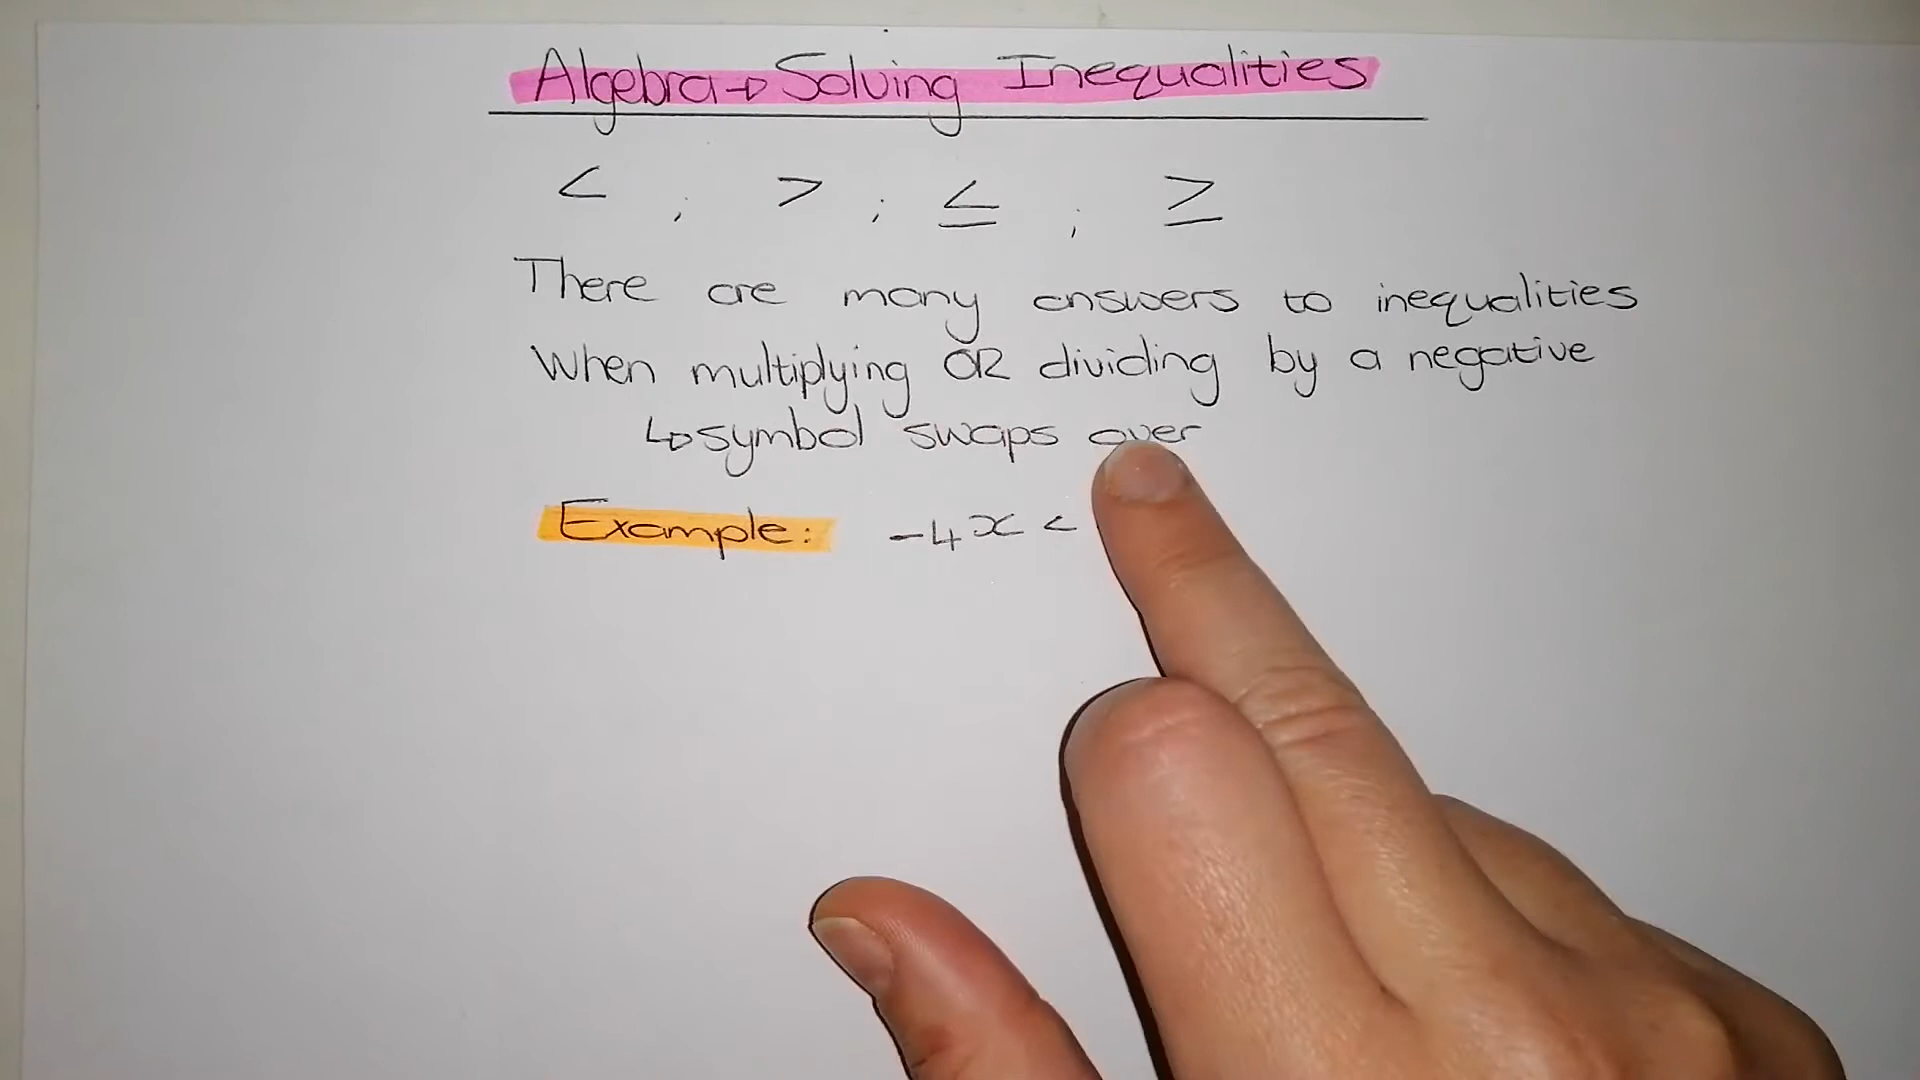 Algebra → Solving Inequalities
< ; > ; ≤ ; ≥
There are many answers to inequalities
When multiplying OR dividing by a negative
↳ symbol swaps over
Example: -4x <